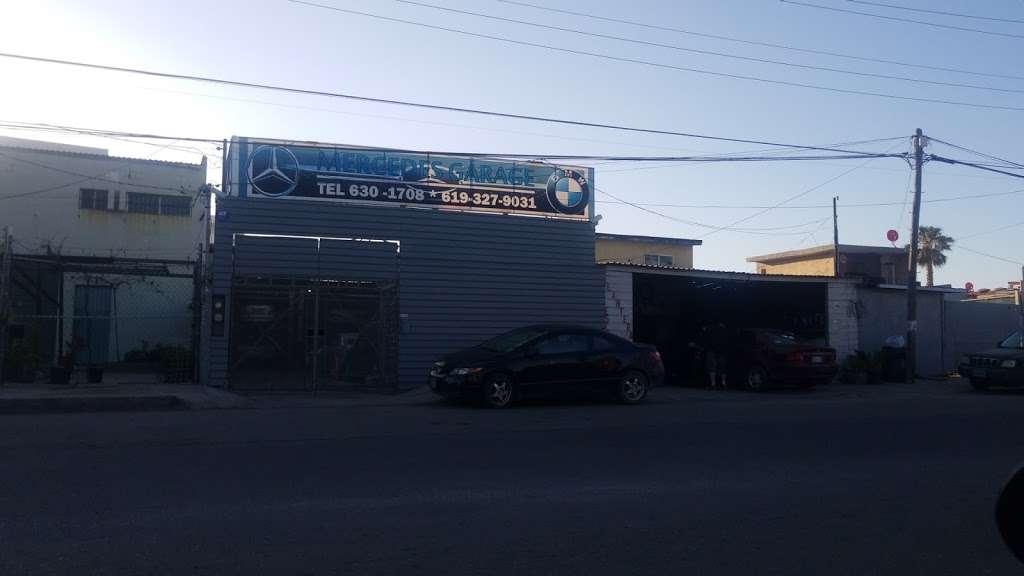 MERCEDES GARAGE
TEL 630 -1708 * 619-327-9031
BMW